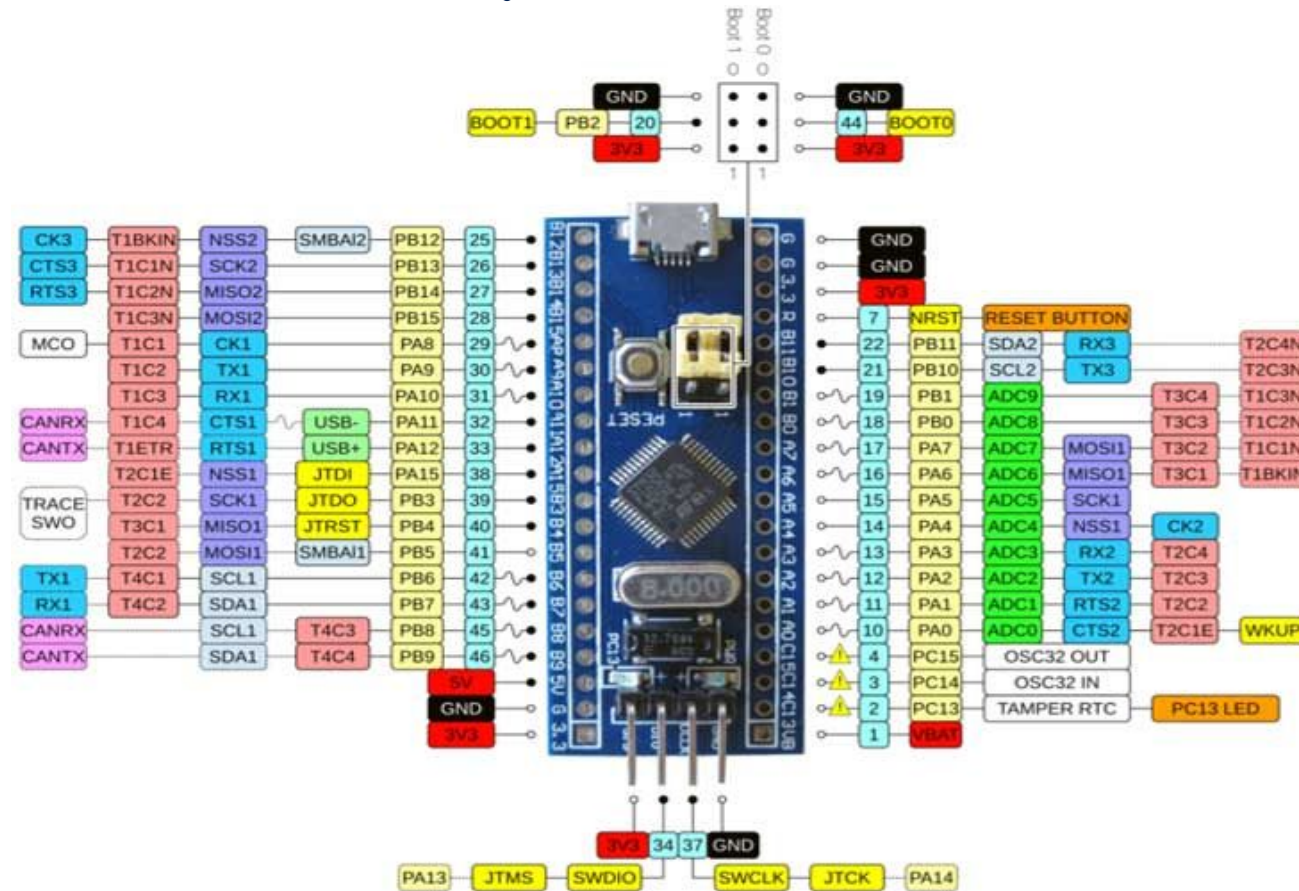 Boot 1 Boot 0
GND GND
BOOT1 PB2 20 44 BOOT0
3V3 3V3
1 1
CK3 T1BKIN NSS2 SMBAI2 PB12 25
CTS3 T1C1N SCK2 PB13 26
RTS3 T1C2N MISO2 PB14 27
T1C3N MOSI2 PB15 28
MCO T1C1 CK1 PA8 29
T1C2 TX1 PA9 30
T1C3 RX1 PA10 31
CANRX T1C4 CTS1 USB- PA11 32
CANTX T1ETR RTS1 USB+ PA12 33
T2C1E NSS1 JTDI PA15 38
TRACE SWO T2C2 SCK1 JTDO PB3 39
T3C1 MISO1 JTRST PB4 40
T2C2 MOSI1 SMBAI1 PB5 41
TX1 T4C1 SCL1 PB6 42
RX1 T4C2 SDA1 PB7 43
CANRX SCL1 T4C3 PB8 45
CANTX SDA1 T4C4 PB9 46
5V
GND
3V3
RESET
8.000
PC13
GND
GND
3V3
7 NRST RESET BUTTON
22 PB11 SDA2 RX3 T2C4N
21 PB10 SCL2 TX3 T2C3N
19 PB1 ADC9 T3C4 T1C3N
18 PB0 ADC8 T3C3 T1C2N
17 PA7 ADC7 MOSI1 T3C2 T1C1N
16 PA6 ADC6 MISO1 T3C1 T1BKIN
15 PA5 ADC5 SCK1
14 PA4 ADC4 NSS1 CK2
13 PA3 ADC3 RX2 T2C4
12 PA2 ADC2 TX2 T2C3
11 PA1 ADC1 RTS2 T2C2
10 PA0 ADC0 CTS2 T2C1E WKUP
4 PC15 OSC32 OUT
3 PC14 OSC32 IN
2 PC13 TAMPER RTC PC13 LED
1 VBAT
3V3 34 37 GND
PA13 JTMS SWDIO SWCLK JTCK PA14